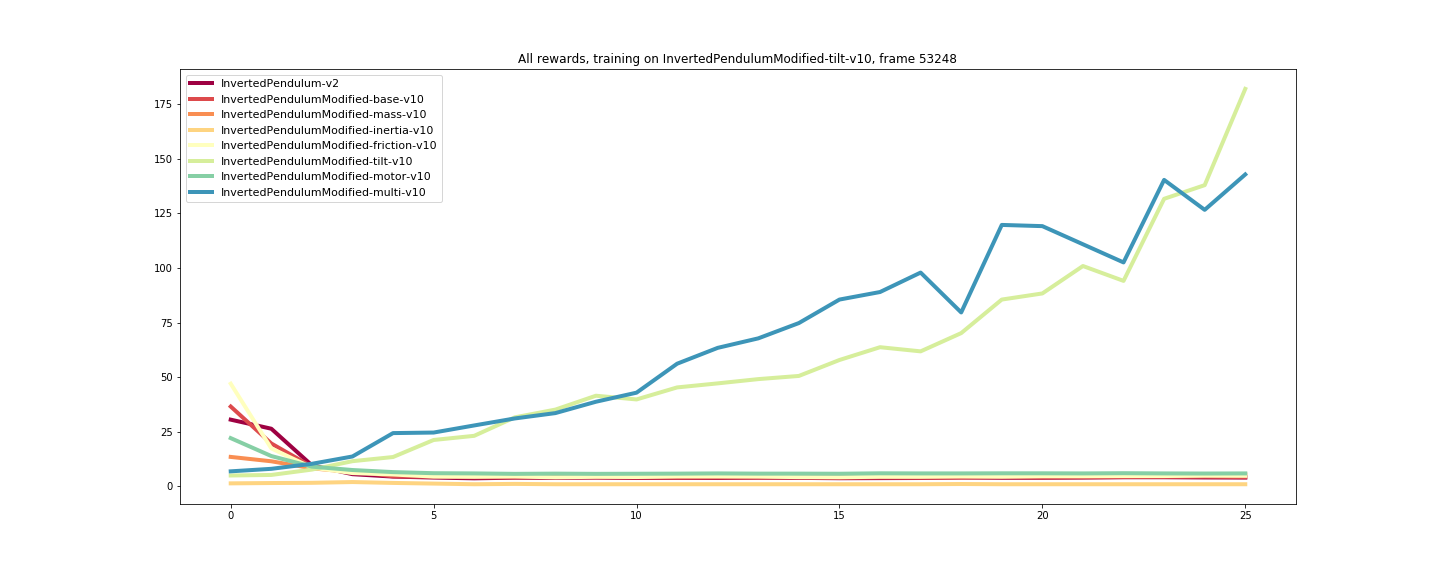 All rewards, training on InvertedPendulumModified-tilt-v10, frame 53248
InvertedPendulum-v2
InvertedPendulumModified-base-v10
InvertedPendulumModified-mass-v10
InvertedPendulumModified-inertia-v10
InvertedPendulumModified-friction-v10
InvertedPendulumModified-tilt-v10
InvertedPendulumModified-motor-v10
InvertedPendulumModified-multi-v10
175
150
125
100
75
50
25
0
0 5 10 15 20 25